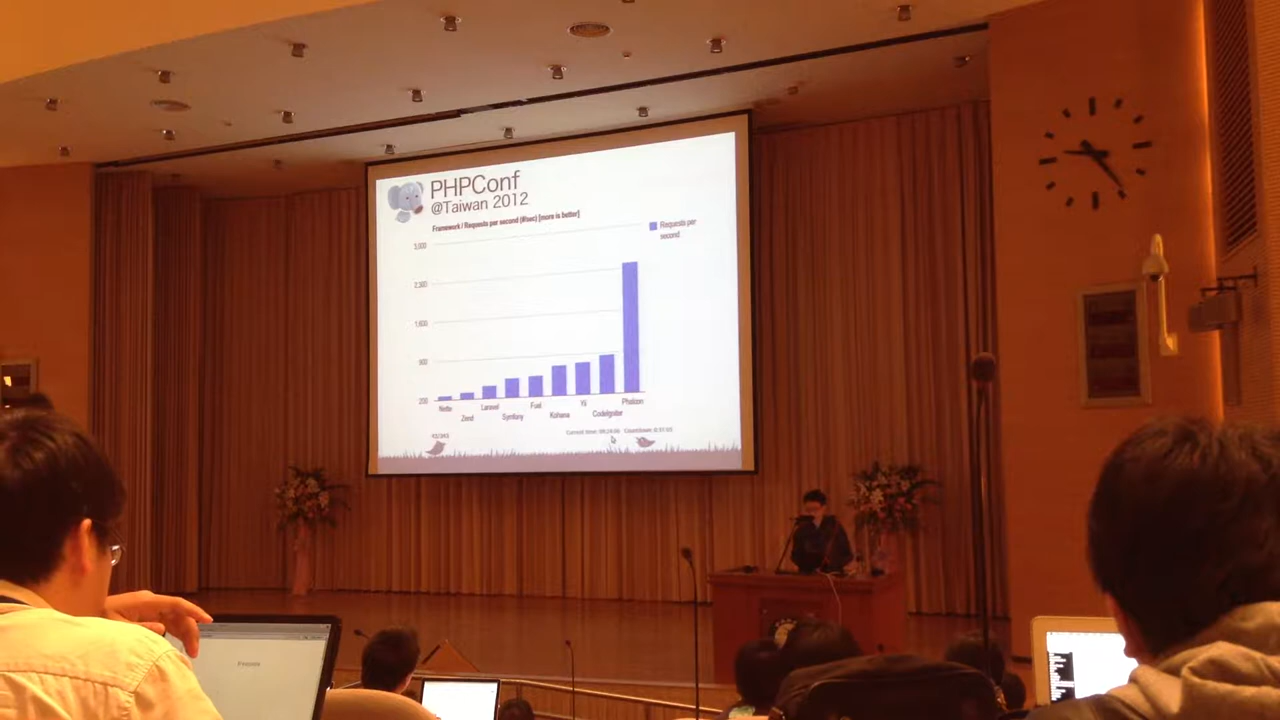 PHPConf
@Taiwan 2012
Framework / Requests per second (#/sec) [more is better]
Requests per
second
3,000
2,300
1,600
900
200
Nette
Zend
Laravel
Symfony
Fuel
Kohana
Yii
CodeIgniter
Phalcon